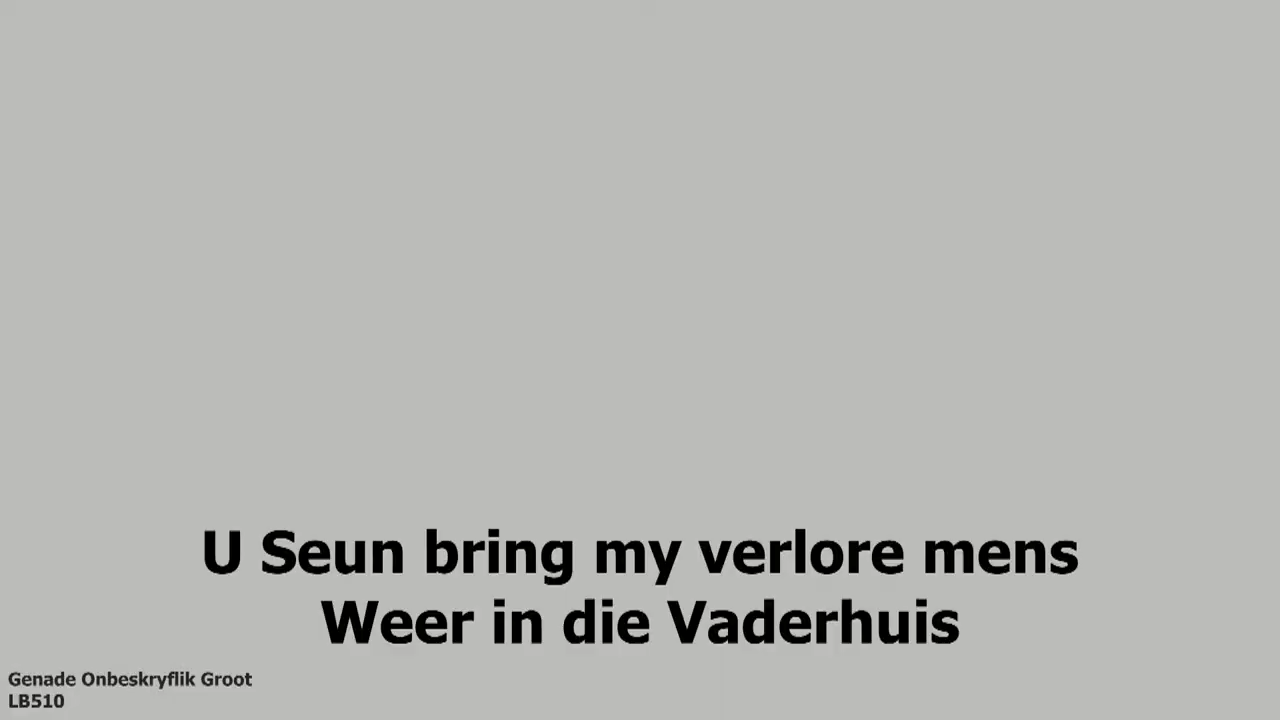 U Seun bring my verlore mens
Weer in die Vaderhuis
Genade Onbeskryflik Groot
LB510